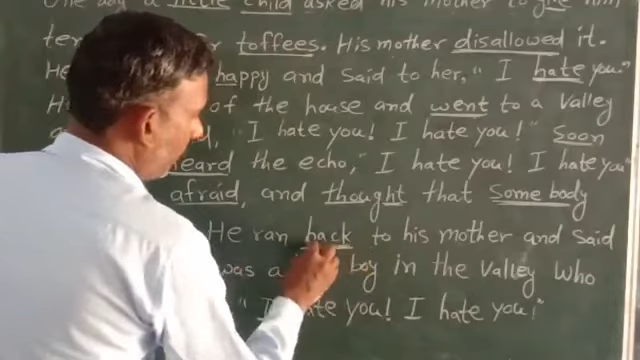 One day a little child asked his mother to give him
toffees. His mother disallowed it.
He happy and said to her, " I hate you."
of the house and went to a valley
, " I hate you! I hate you! " Soon
heard the echo, " I hate you! I hate you"
afraid, and thought that Some body
He ran back to his mother and said
was a boy in the valley who
" I hate you! I hate you! "